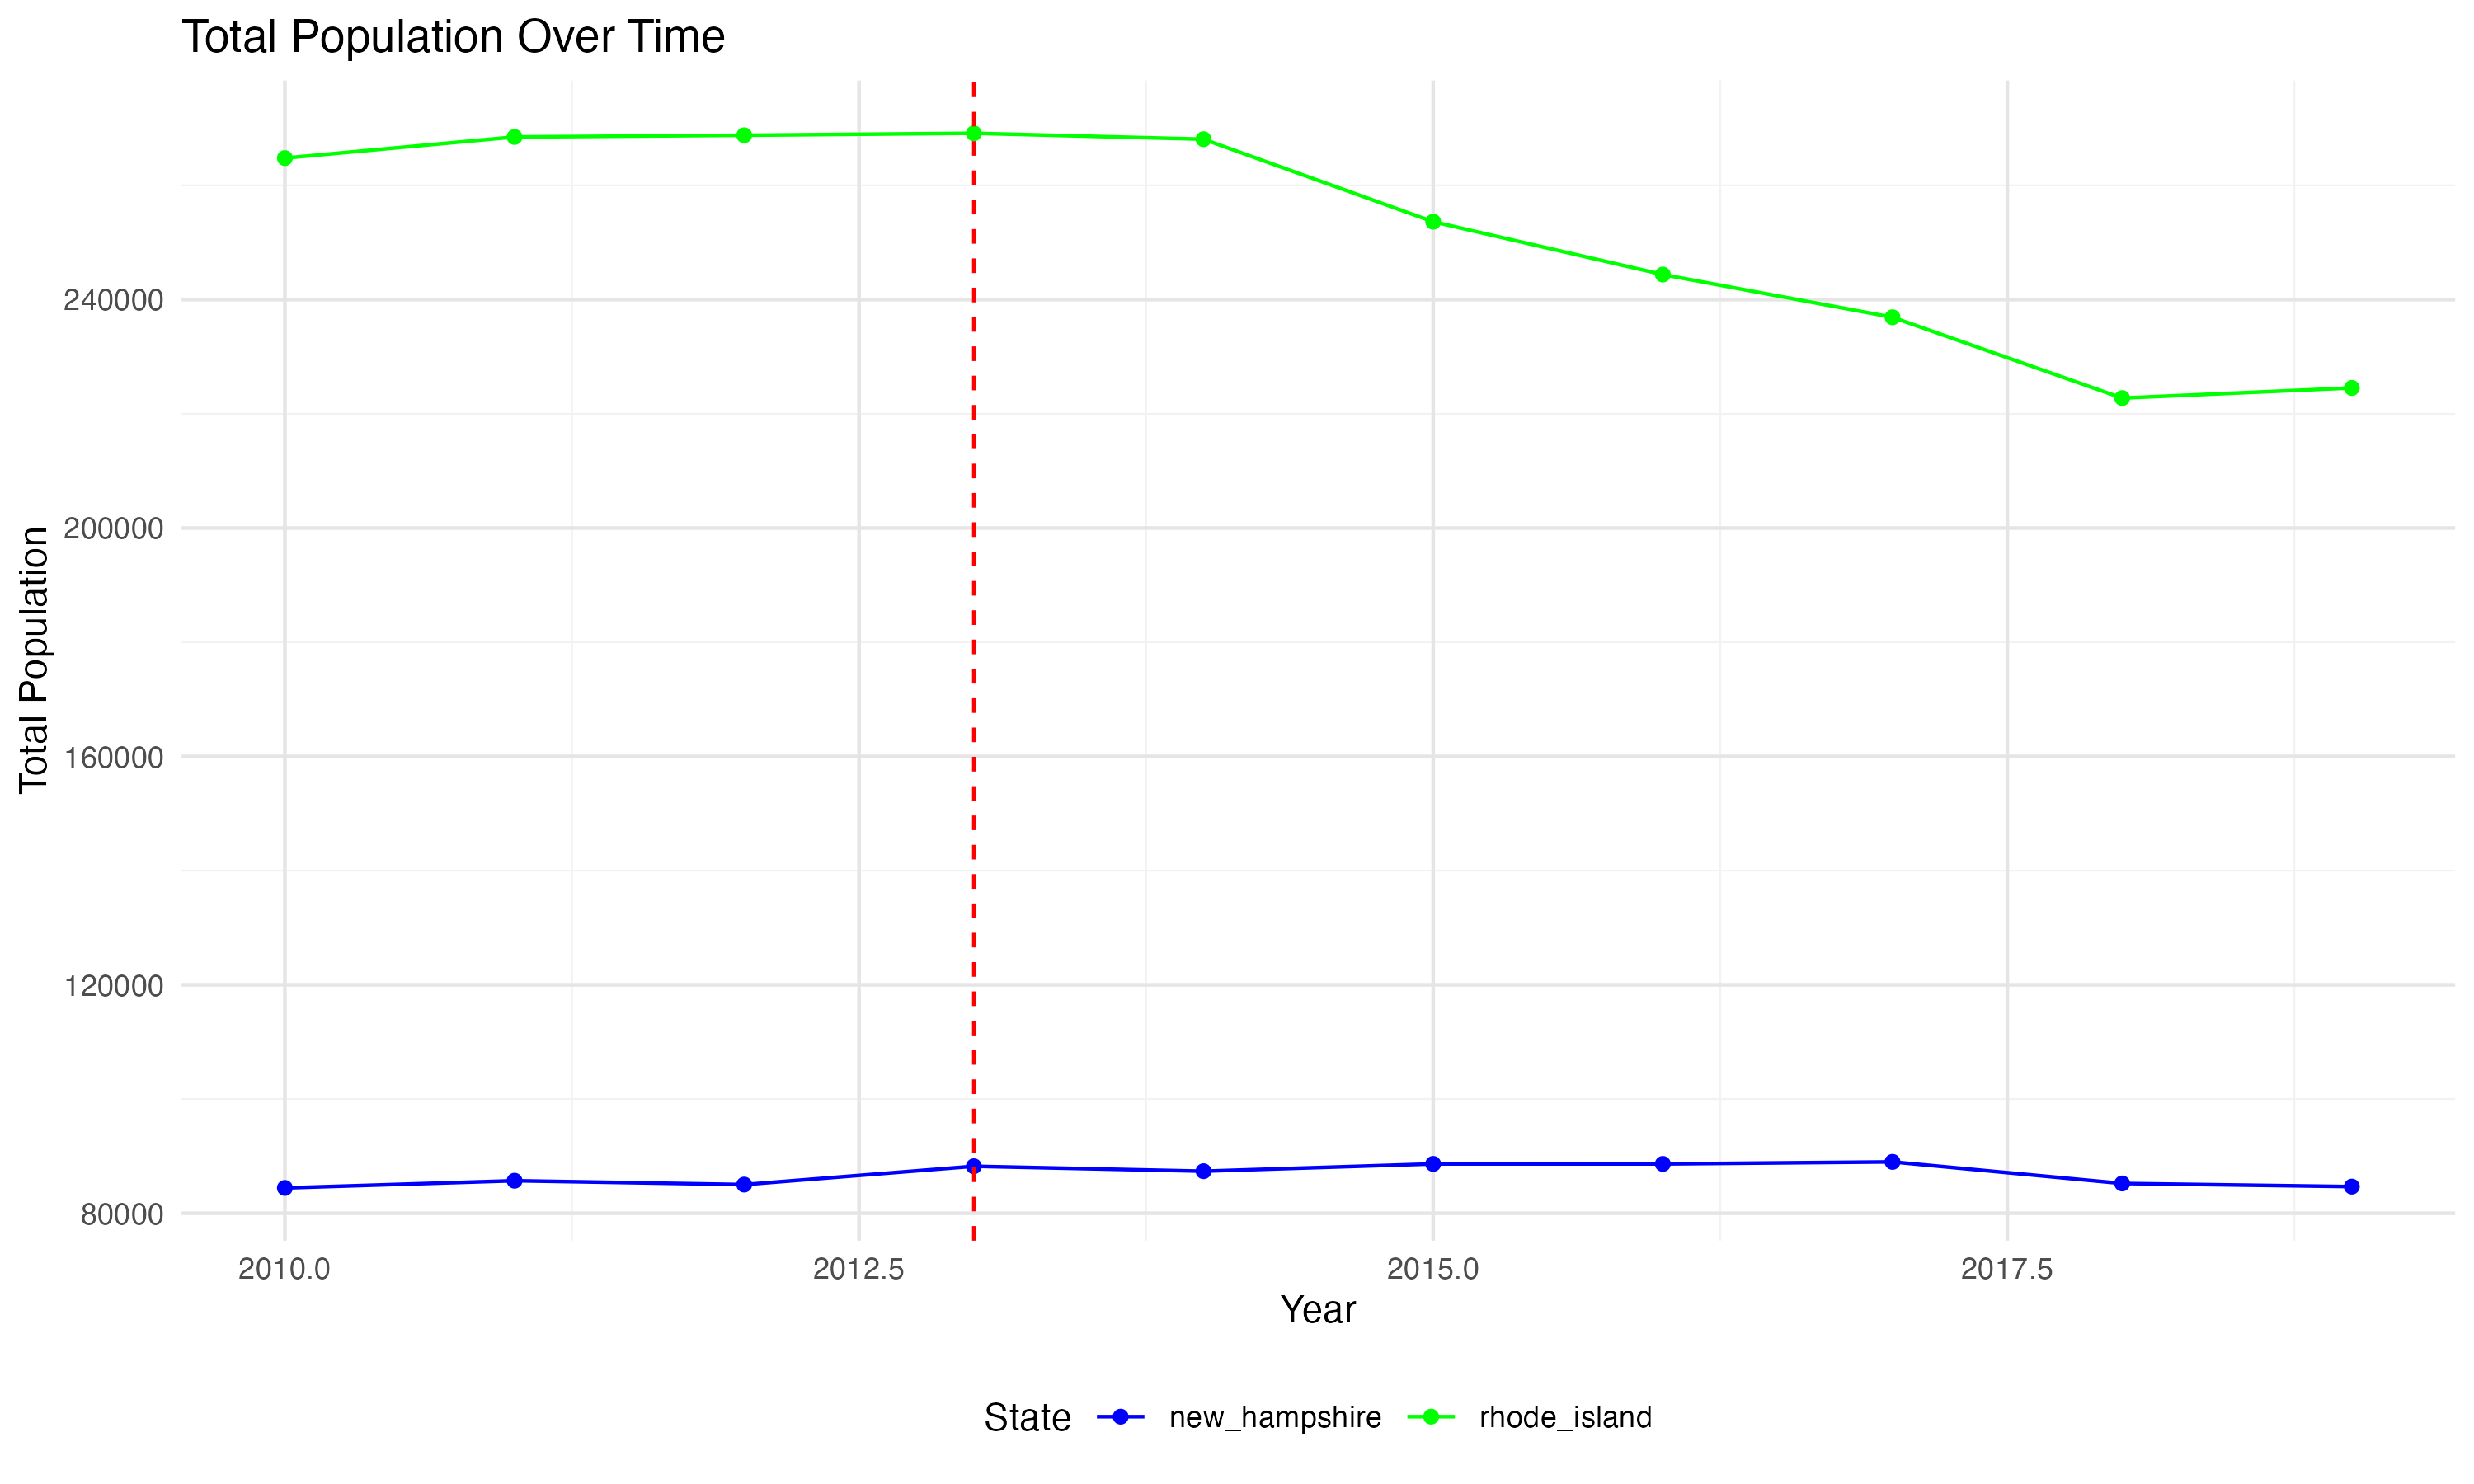 Total Population Over Time
Total Population
240000
200000
160000
120000
80000
2010.0 2012.5 2015.0 2017.5
Year
State new_hampshire rhode_island